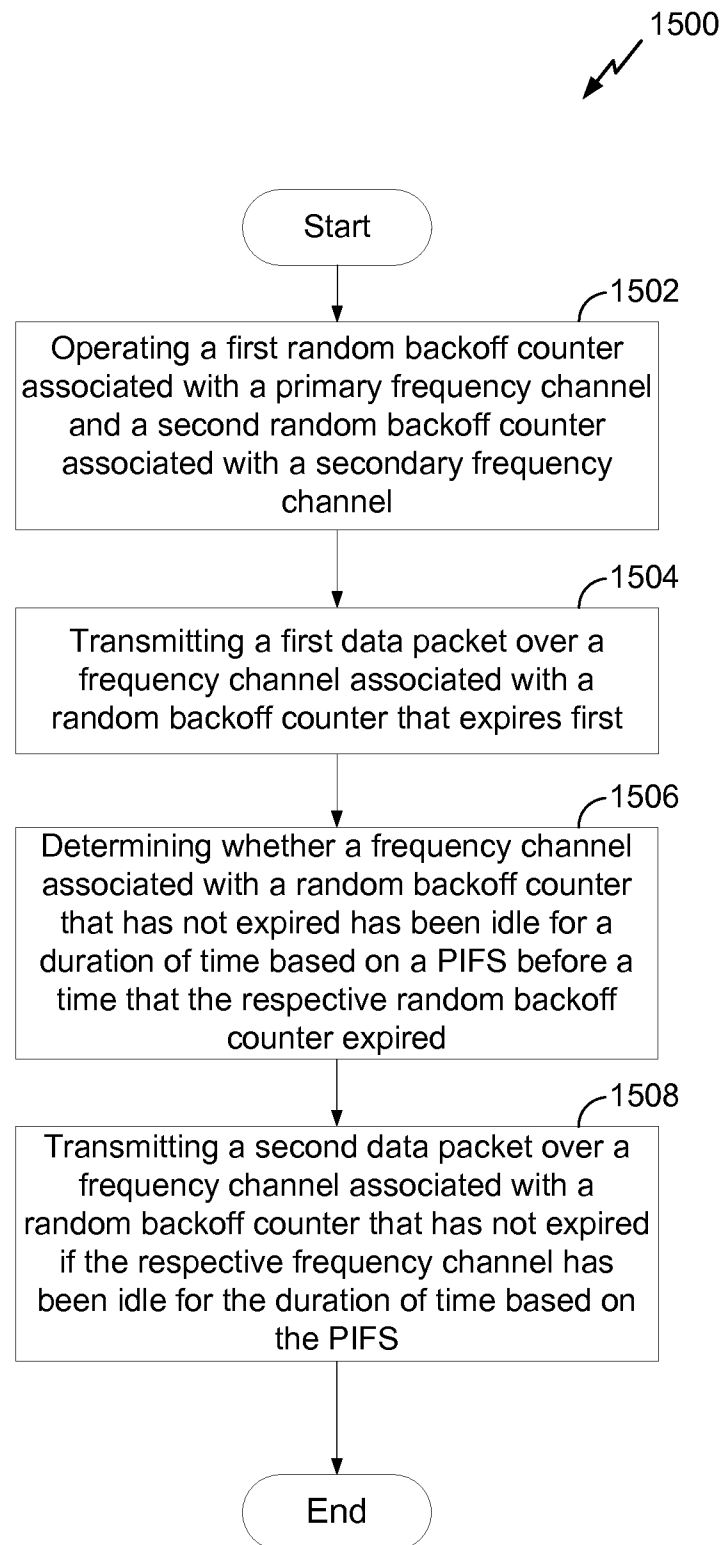 1500
Start
1502
Operating a first random backoff counter
associated with a primary frequency channel
and a second random backoff counter
associated with a secondary frequency
channel
1504
Transmitting a first data packet over a
frequency channel associated with a
random backoff counter that expires first
1506
Determining whether a frequency channel
associated with a random backoff counter
that has not expired has been idle for a
duration of time based on a PIFS before a
time that the respective random backoff
counter expired
1508
Transmitting a second data packet over a
frequency channel associated with a
random backoff counter that has not expired
if the respective frequency channel has
been idle for the duration of time based on
the PIFS
End